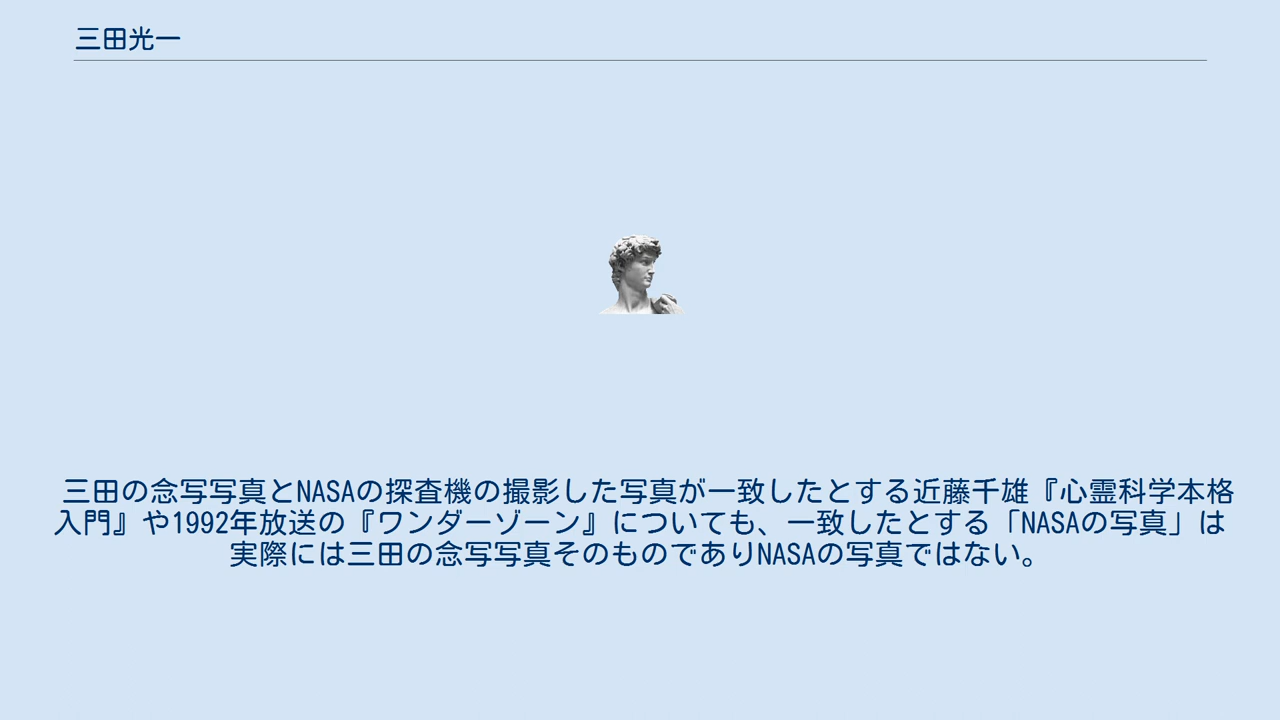 三田光一
三田の念写写真とNASAの探査機の撮影した写真が一致したとする近藤千雄『心霊科学本格
入門』や1992年放送の『ワンダーゾーン』についても、一致したとする「NASAの写真」は
実際には三田の念写写真そのものでありNASAの写真ではない。